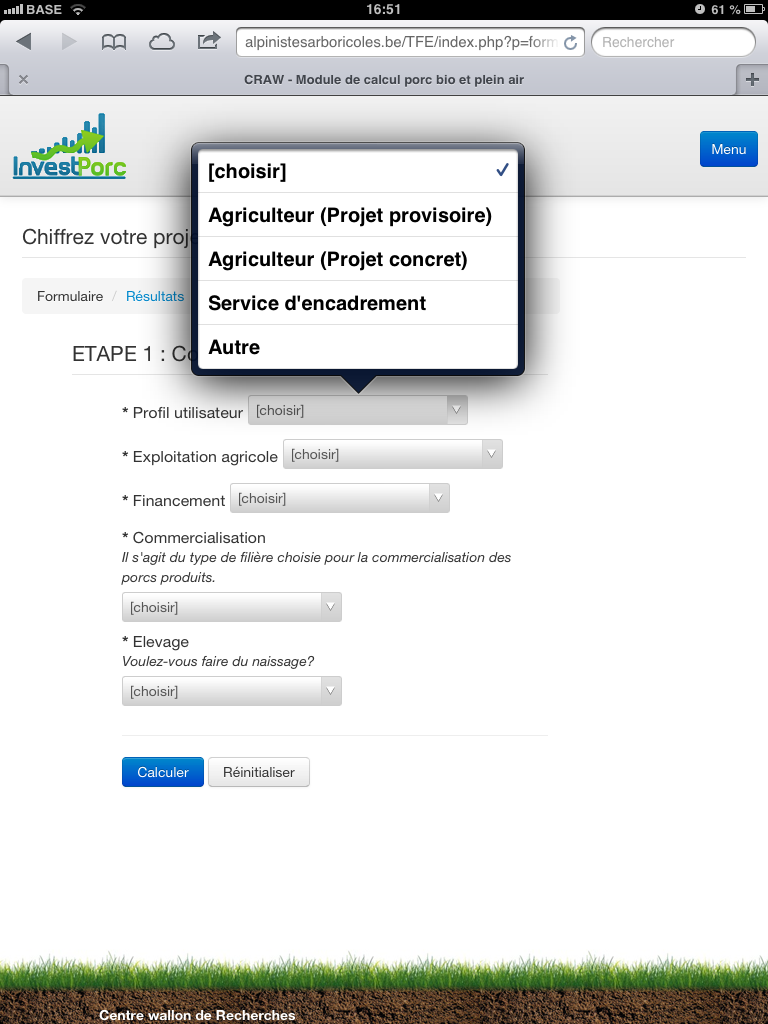 BASE 16:51 61 %
alpinistesarboricoles.be/TFE/index.php?p=form Rechercher
CRAW - Module de calcul porc bio et plein air
InvestPorc
Menu
[choisir]
Agriculteur (Projet provisoire)
Agriculteur (Projet concret)
Service d'encadrement
Autre
Chiffrez votre proje
Formulaire / Résultats
ETAPE 1 : Co
* Profil utilisateur [choisir]
* Exploitation agricole [choisir]
* Financement [choisir]
* Commercialisation
Il s'agit du type de filière choisie pour la commercialisation des
porcs produits.
[choisir]
* Elevage
Voulez-vous faire du naissage?
[choisir]
Calculer Réinitialiser
Centre wallon de Recherches